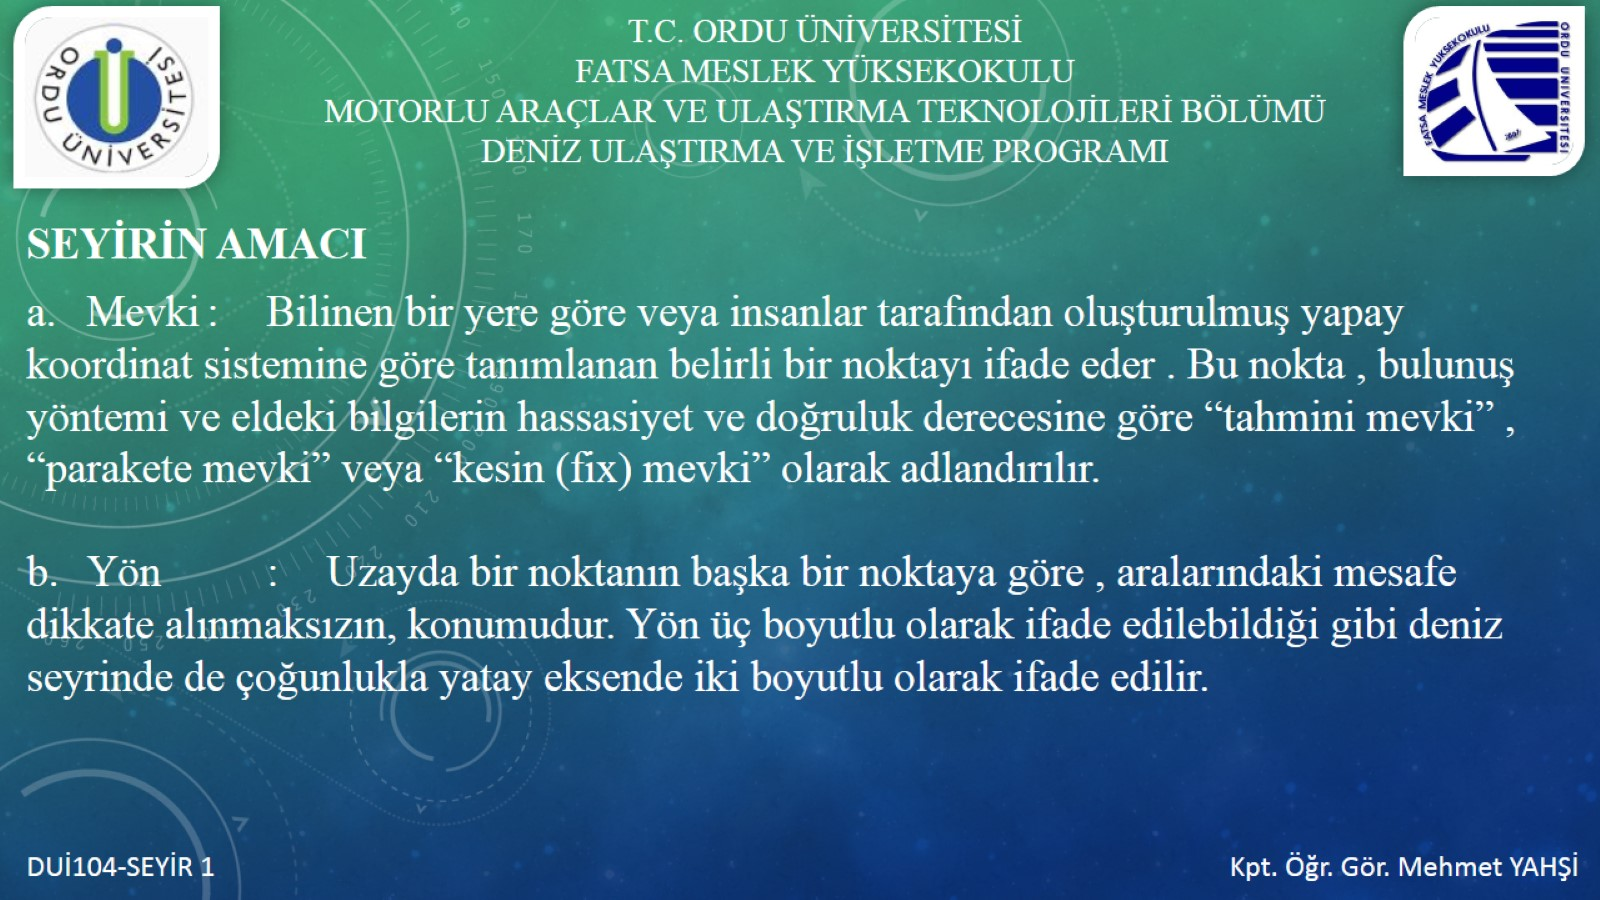 T.C. ORDU ÜNİVERSİTESİ
FATSA MESLEK YÜKSEKOKULU
MOTORLU ARAÇLAR VE ULAŞTIRMA TEKNOLOJİLERİ BÖLÜMÜ
DENİZ ULAŞTIRMA VE İŞLETME PROGRAMI
ORDU ÜNİVERSİTESİ
FATSA MESLEK YÜKSEKOKULU
ORDU ÜNİVERSİTESİ
SEYİRİN AMACI
a. Mevki : Bilinen bir yere göre veya insanlar tarafından oluşturulmuş yapay
koordinat sistemine göre tanımlanan belirli bir noktayı ifade eder . Bu nokta , bulunuş
yöntemi ve eldeki bilgilerin hassasiyet ve doğruluk derecesine göre “tahmini mevki” ,
“parakete mevki” veya “kesin (fix) mevki” olarak adlandırılır.
b. Yön : Uzayda bir noktanın başka bir noktaya göre , aralarındaki mesafe
dikkate alınmaksızın, konumudur. Yön üç boyutlu olarak ifade edilebildiği gibi deniz
seyrinde de çoğunlukla yatay eksende iki boyutlu olarak ifade edilir.
DUİ104-SEYİR 1
Kpt. Öğr. Gör. Mehmet YAHŞİ